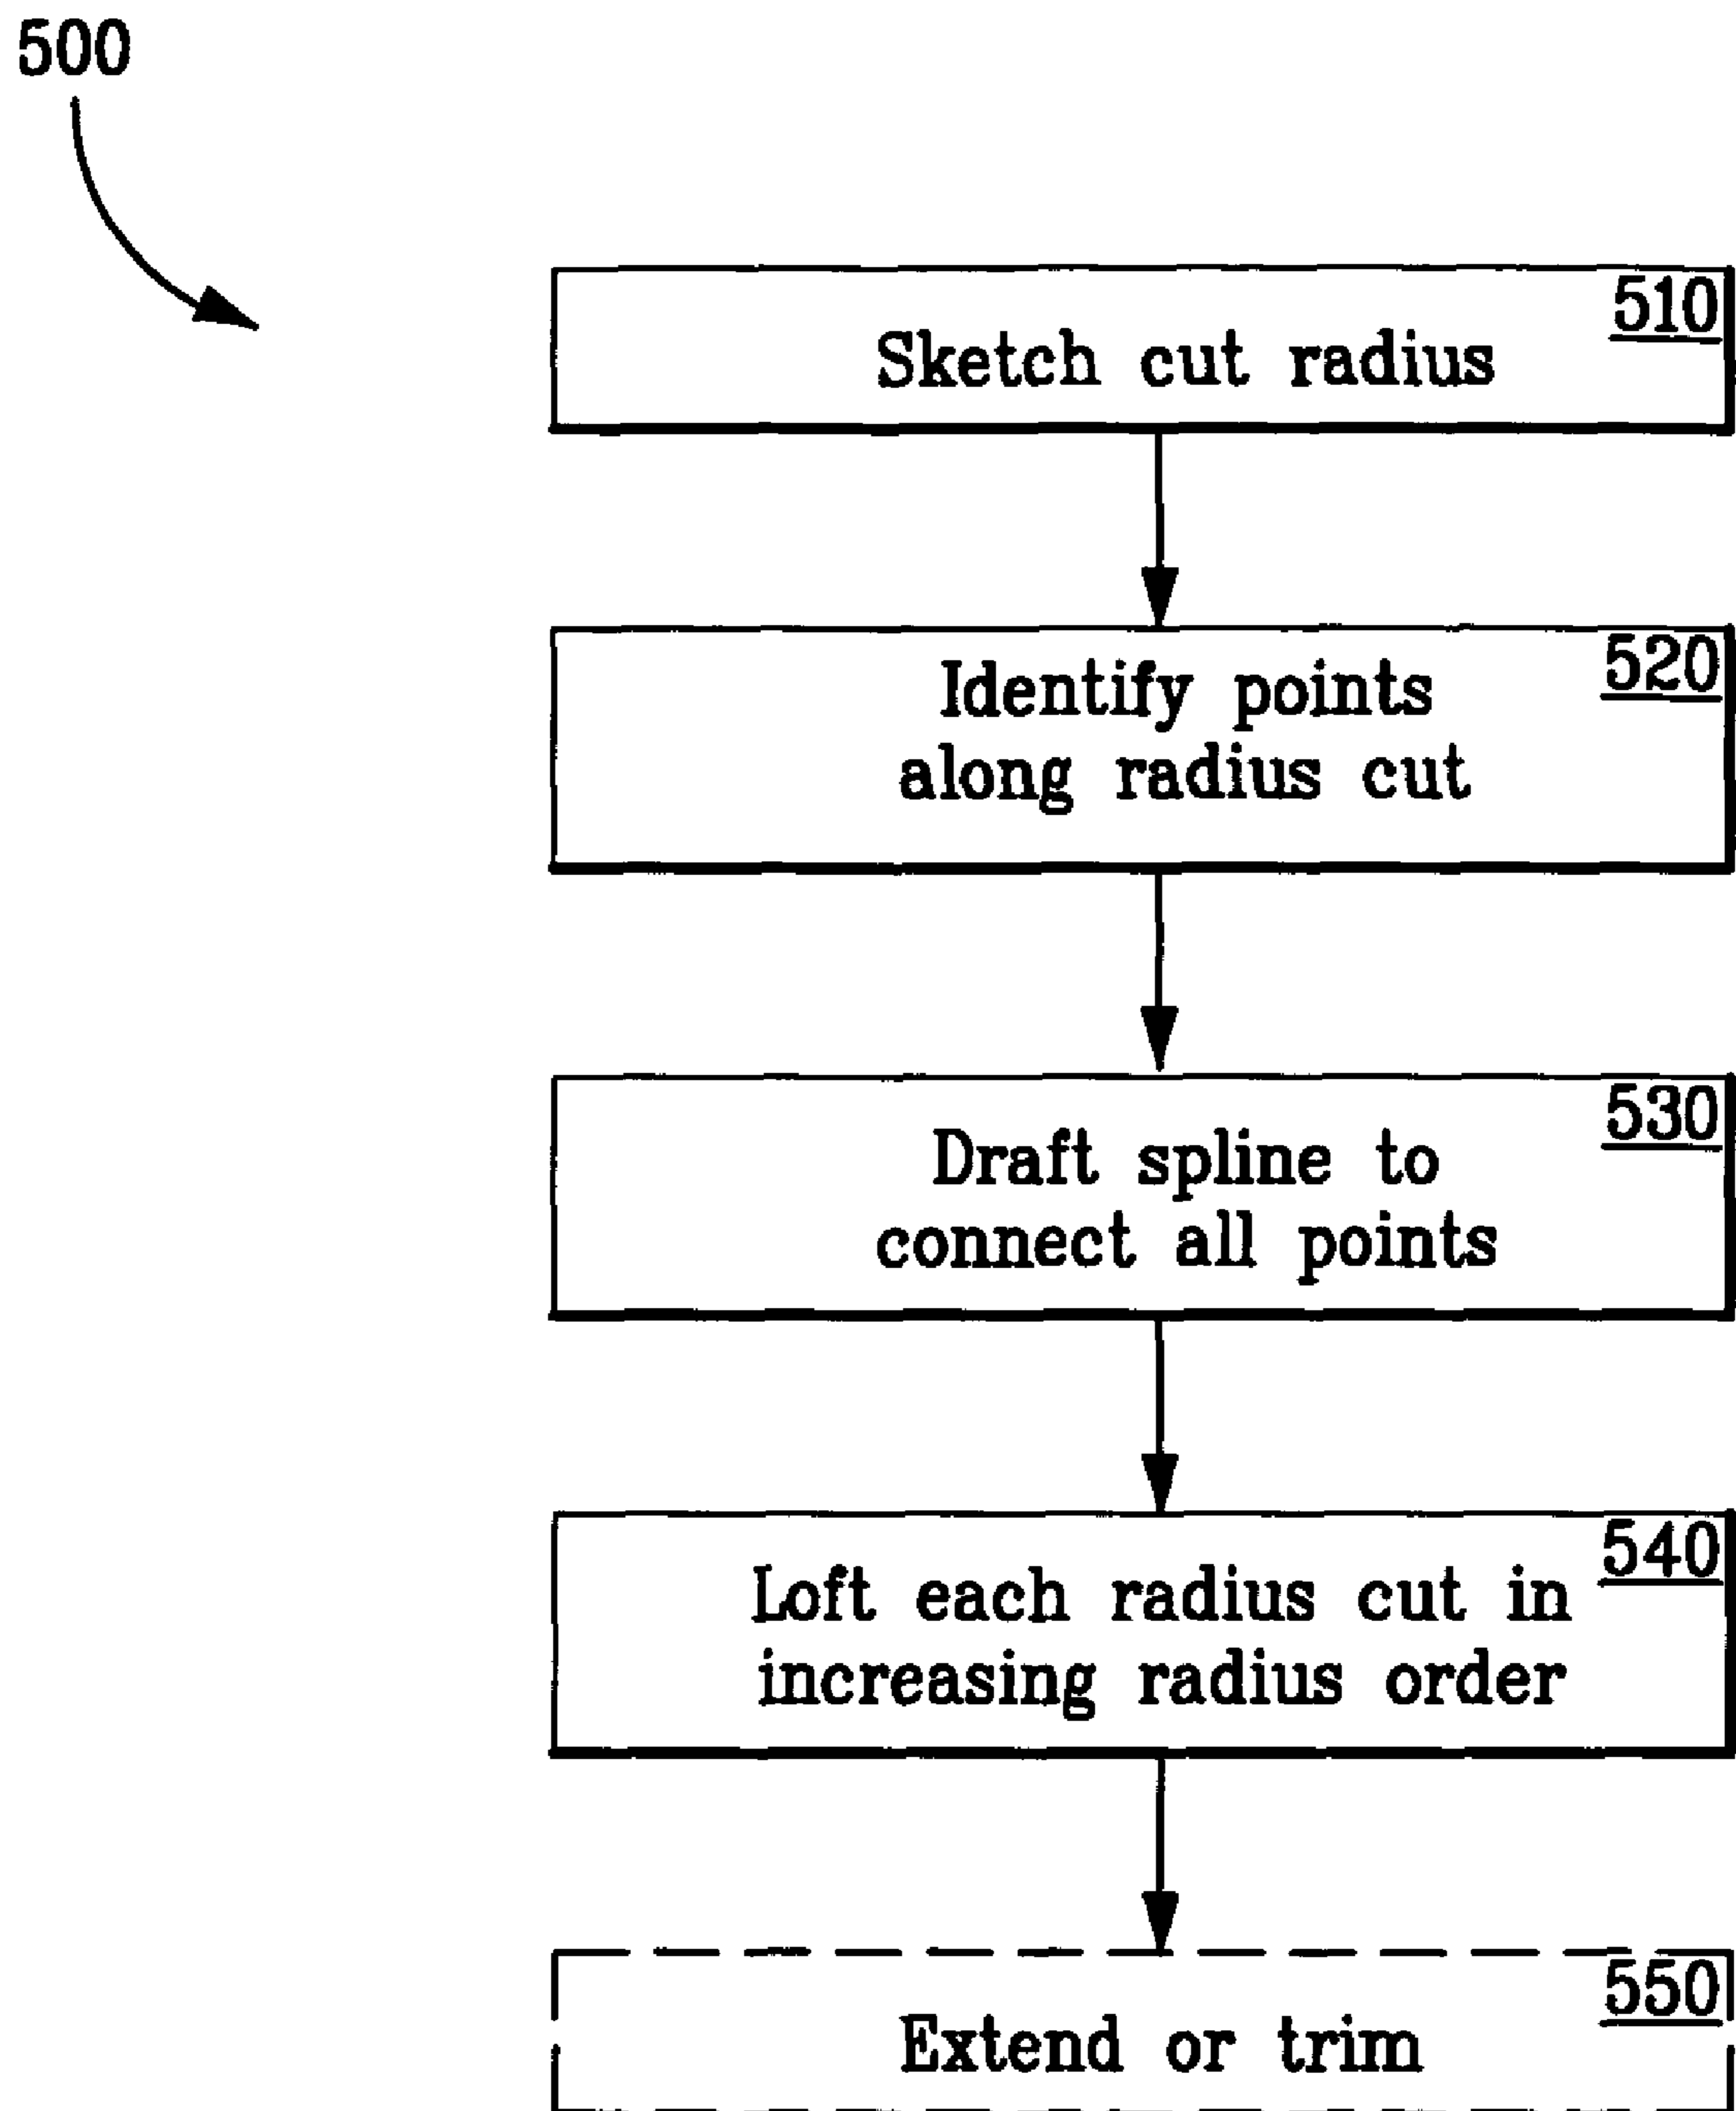 500
510
Sketch cut radius
520
Identify points
along radius cut
530
Draft spline to
connect all points
540
Loft each radius cut in
increasing radius order
550
Extend or trim